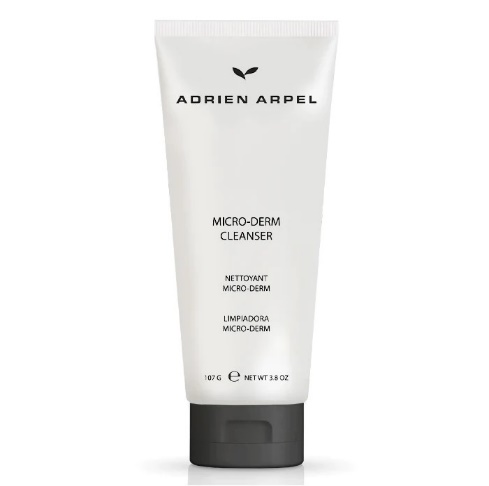 ADRIEN ARPEL
MICRO-DERM
CLEANSER
NETTOYANT
MICRO-DERM
LIMPIADORA
MICRO-DERM
107 G ℮ NET WT 3.8 OZ